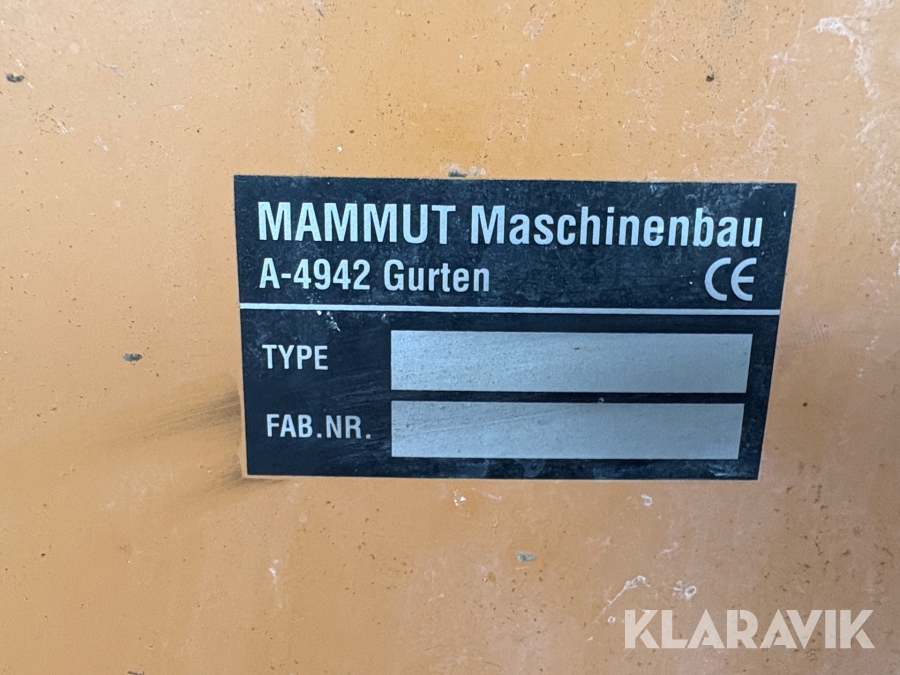 MAMMUT Maschinenbau
A-4942 Gurten CE
TYPE
FAB.NR.
KLARAVIK